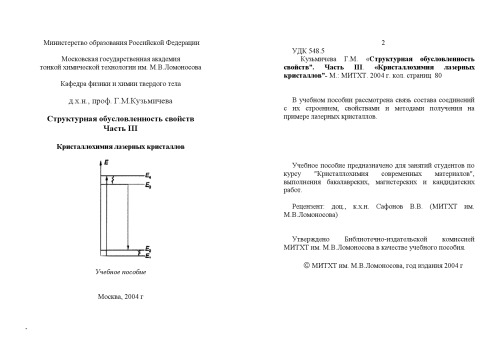 Министерство образования Российской Федерации
Московская государственная академия
тонкой химической технологии им. М.В.Ломоносова
Кафедра физики и химии твердого тела
д.х.н., проф. Г.М.Кузьмичева
Структурная обусловленность свойств
Часть III
Кристаллохимия лазерных кристаллов
E
E₄
E₃
E₂
E₁
Учебное пособие
Москва, 2004 г
2
УДК 548.5
Кузьмичева Г.М. «Структурная обусловленность
свойств". Часть III. «Кристаллохимия лазерных
кристаллов"- М.: МИТХТ. 2004 г. коп. страниц 80
В учебном пособии рассмотрена связь состава соединений
с их строением, свойствами и методами получения на
примере лазерных кристаллов.
Учебное пособие предназначено для занятий студентов по
курсу "Кристаллохимия современных материалов",
выполнения бакалаврских, магистерских и кандидатских
работ.
Рецензент: доц., к.х.н. Сафонов В.В. (МИТХТ им.
М.В.Ломоносова)
Утверждено Библиотечно-издательской комиссией
МИТХТ им. М.В.Ломоносова в качестве учебного пособия.
© МИТХТ им. М.В.Ломоносова, год издания 2004 г